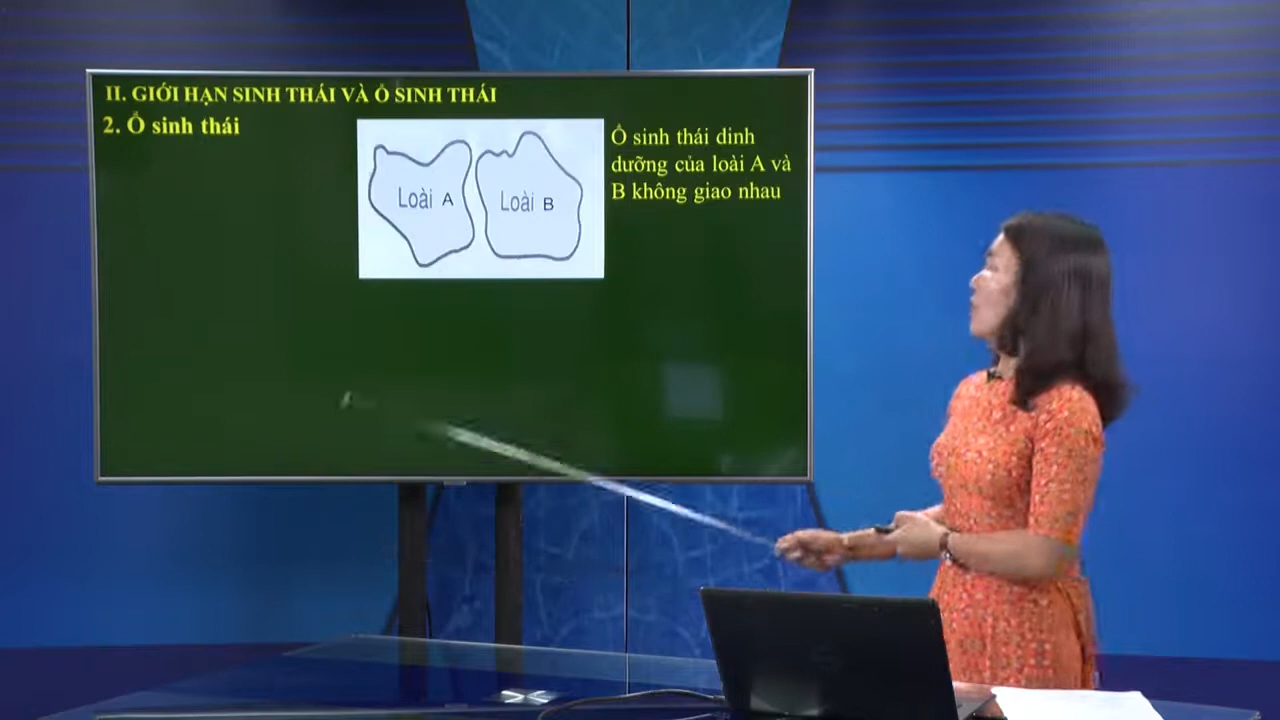 II. GIỚI HẠN SINH THÁI VÀ Ổ SINH THÁI
2. Ổ sinh thái
Loài A
Loài B
Ổ sinh thái dinh
dưỡng của loài A và
B không giao nhau